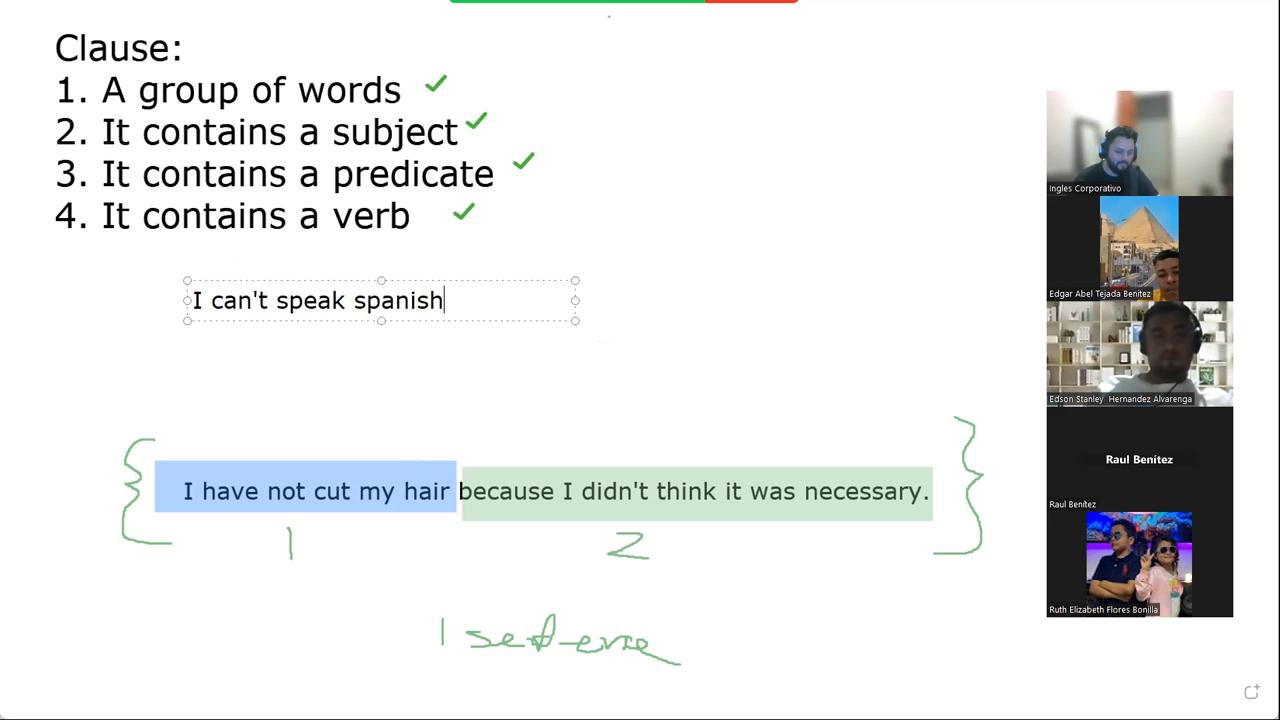 Clause:
1. A group of words
2. It contains a subject
3. It contains a predicate
4. It contains a verb
I can't speak spanish
I have not cut my hair because I didn't think it was necessary.
1
2
1 sentence
Ingles Corporativo
Edgar Abel Tejada Benítez
Edson Stanley Hernandez Alvarenga
Raul Benítez
Raul Benítez
Ruth Elizabeth Flores Bonilla